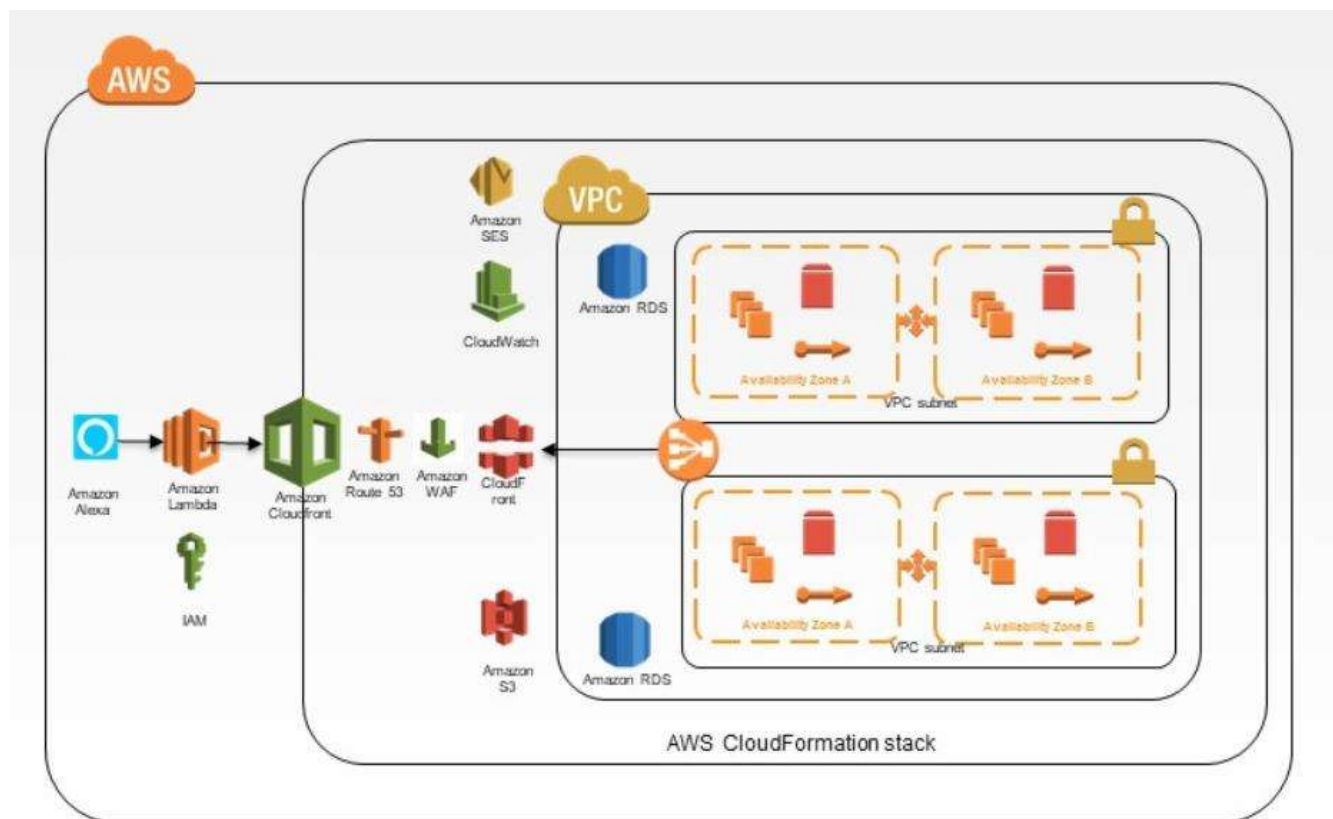 AWS
VPC
Amazon
SES
Amazon RDS
CloudWatch
Availability Zone A
Availability Zone B
VPC subnet
Amazon
Alexa
Amazon
Lambda
Amazon
Cloudfront
Amazon
Route 53
Amazon
WAF
CloudF
ront
IAM
Availability Zone A
Availability Zone B
VPC subnet
Amazon
S3
Amazon RDS
AWS CloudFormation stack